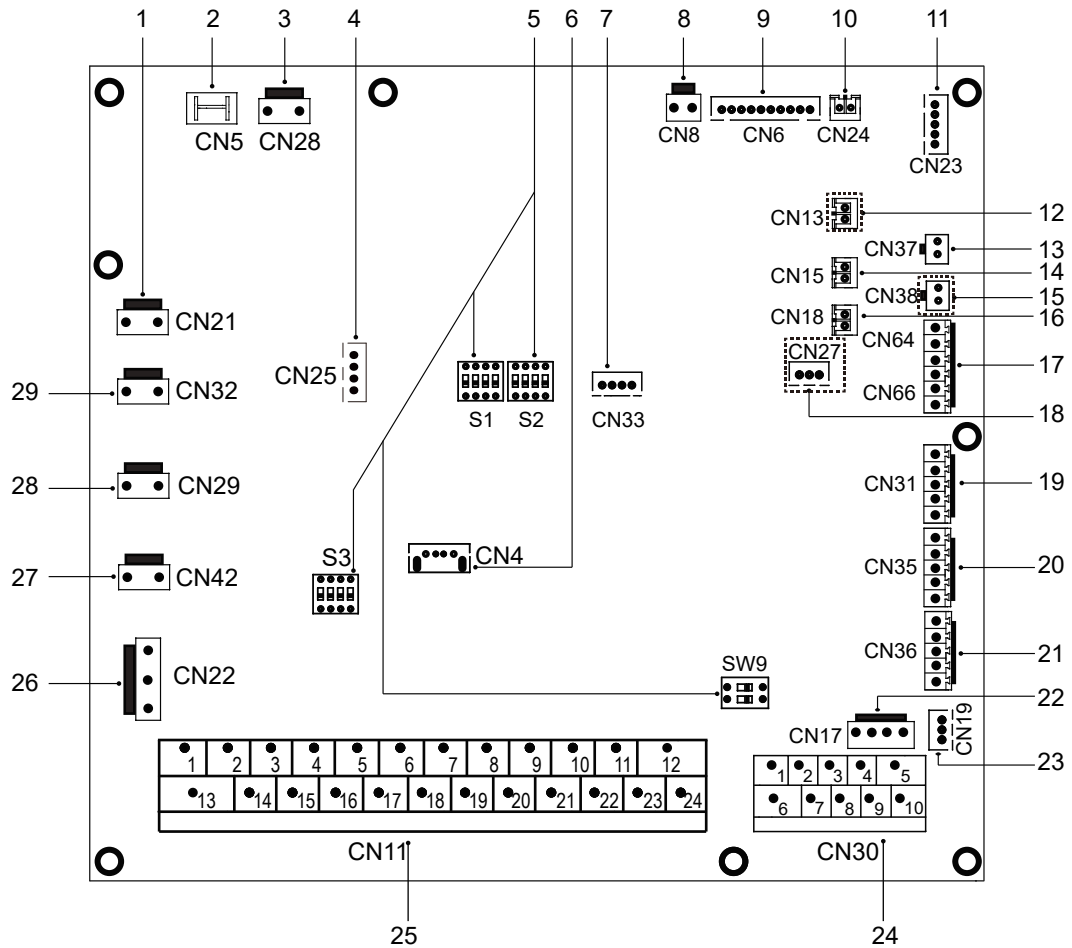 1 2 3 4 5 6 7 8 9 10 11
CN5 CN28 CN8 CN6 CN24 CN23
CN13 12
CN37 13
CN15 14
CN38 15
CN18 16
CN21 CN64
CN27 17
CN25 CN66
29 CN32 S1 S2 CN33 18
28 CN29 CN31 19
S3 CN4
27 CN42 CN35 20
26 CN22 SW9 CN36 21
22
CN17 CN19
23
1 2 3 4 5 6 7 8 9 10 11 12
1 2 3 4 5
13 14 15 16 17 18 19 20 21 22 23 24
6 7 8 9 10
CN11 CN30
25 24